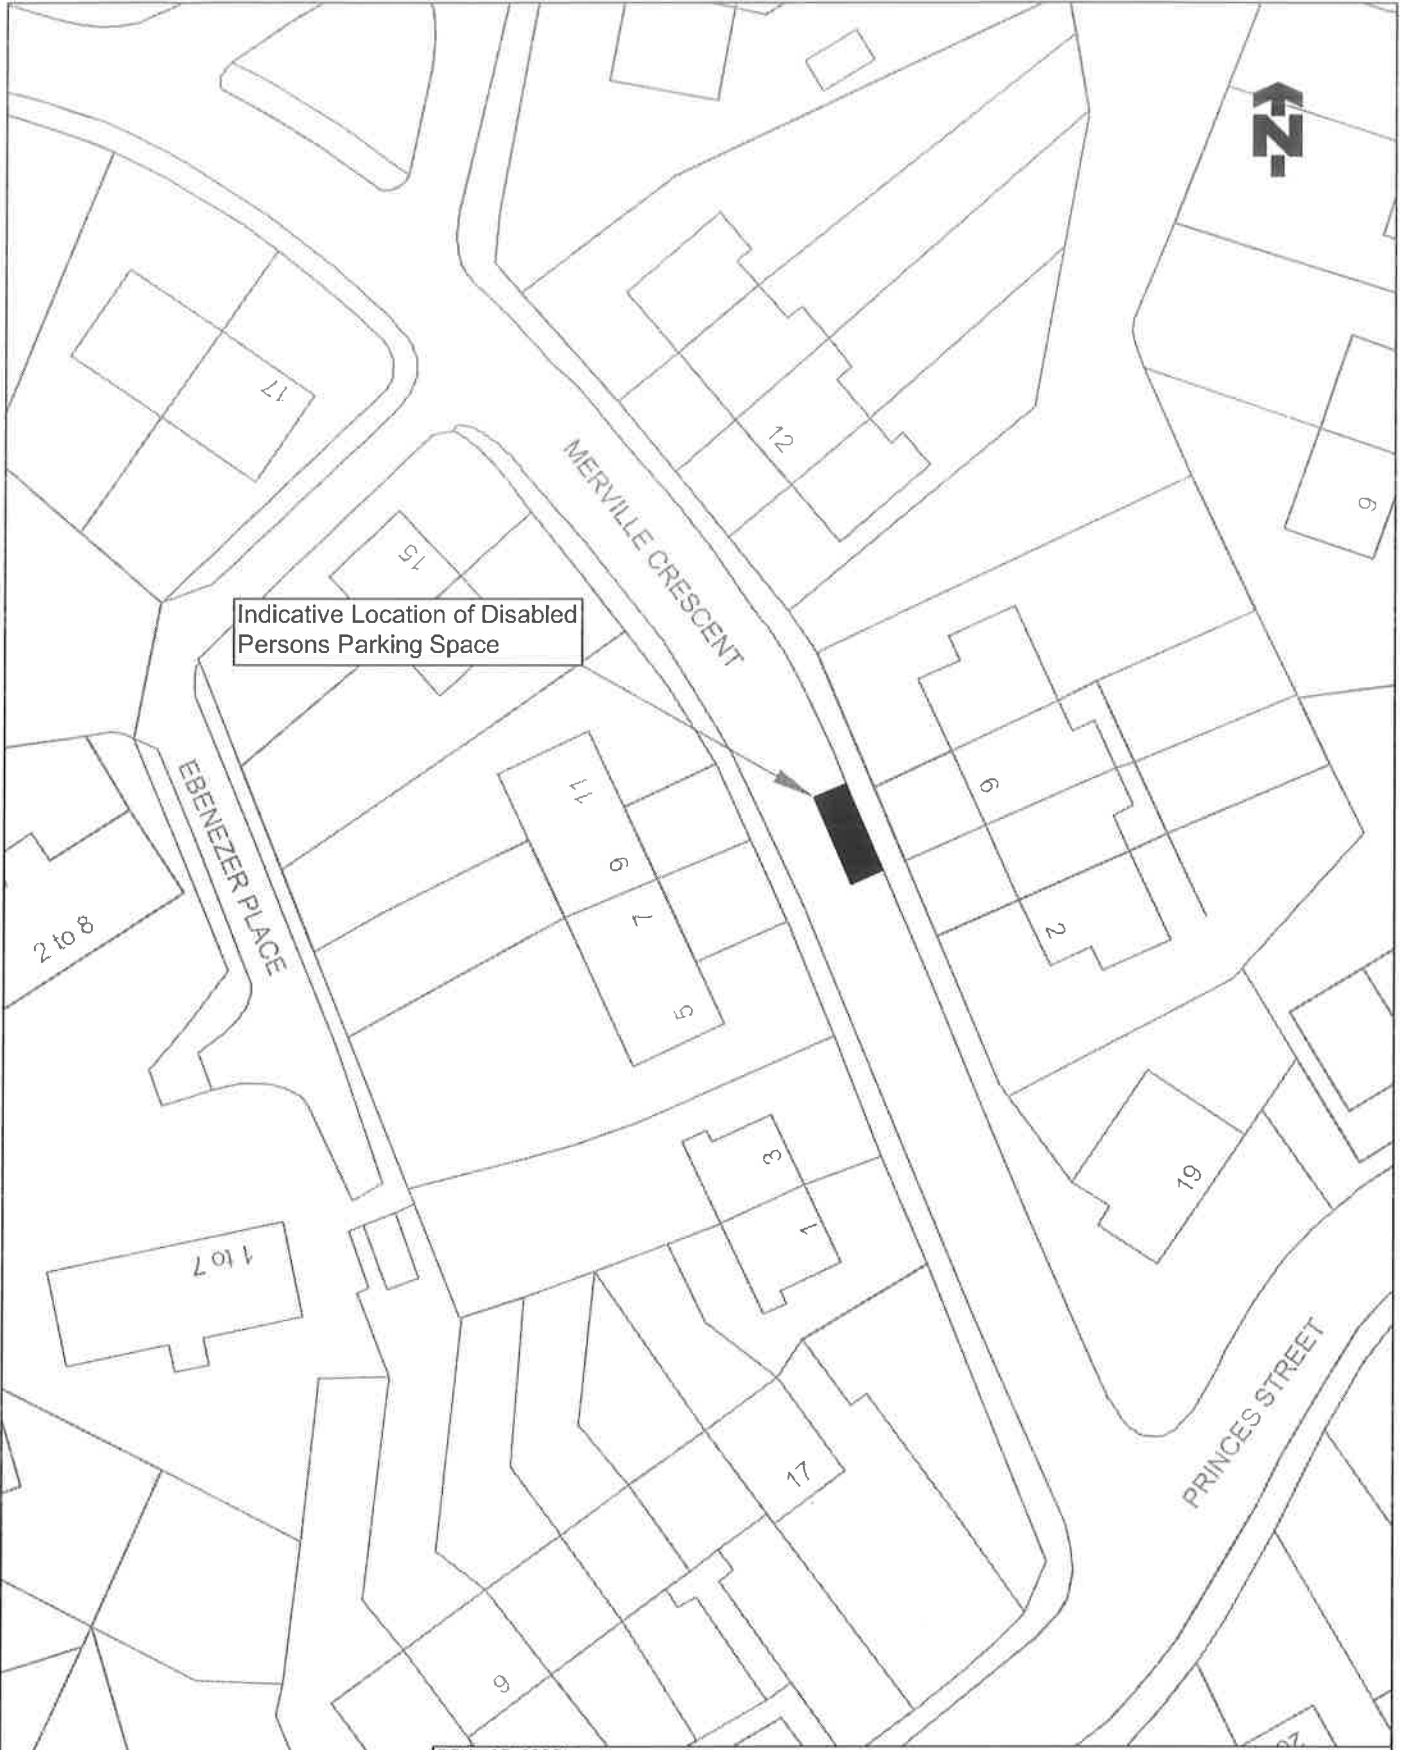 N
17
12
MERVILLE CRESCENT
15
Indicative Location of Disabled
Persons Parking Space
9
11
EBENEZER PLACE
6
9
7
2 to 8
2
5
3
19
1
1 to 7
PRINCES STREET
17
9